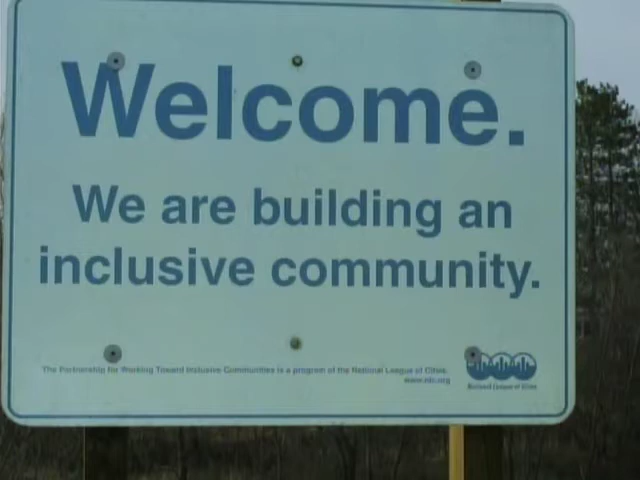 Welcome.
We are building an
inclusive community.
The Partnership for Working Toward Inclusive Communities is a program of the National League of Cities.
www.nlc.org
National League of Cities